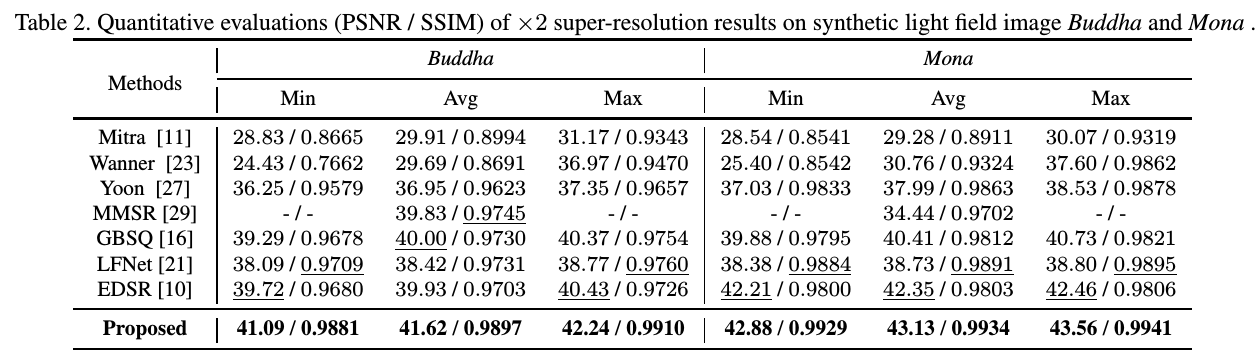 Table 2. Quantitative evaluations (PSNR / SSIM) of ×2 super-resolution results on synthetic light field image Buddha and Mona .
Methods Buddha Mona
Min Avg Max Min Avg Max
Mitra [11] 28.83 / 0.8665 29.91 / 0.8994 31.17 / 0.9343 28.54 / 0.8541 29.28 / 0.8911 30.07 / 0.9319
Wanner [23] 24.43 / 0.7662 29.69 / 0.8691 36.97 / 0.9470 25.40 / 0.8542 30.76 / 0.9324 37.60 / 0.9862
Yoon [27] 36.25 / 0.9579 36.95 / 0.9623 37.35 / 0.9657 37.03 / 0.9833 37.99 / 0.9863 38.53 / 0.9878
MMSR [29] - / - 39.83 / 0.9745 - / - - / - 34.44 / 0.9702 - / -
GBSQ [16] 39.29 / 0.9678 40.00 / 0.9730 40.37 / 0.9754 39.88 / 0.9795 40.41 / 0.9812 40.73 / 0.9821
LFNet [21] 38.09 / 0.9709 38.42 / 0.9731 38.77 / 0.9760 38.38 / 0.9884 38.73 / 0.9891 38.80 / 0.9895
EDSR [10] 39.72 / 0.9680 39.93 / 0.9703 40.43 / 0.9726 42.21 / 0.9800 42.35 / 0.9803 42.46 / 0.9806
Proposed 41.09 / 0.9881 41.62 / 0.9897 42.24 / 0.9910 42.88 / 0.9929 43.13 / 0.9934 43.56 / 0.9941